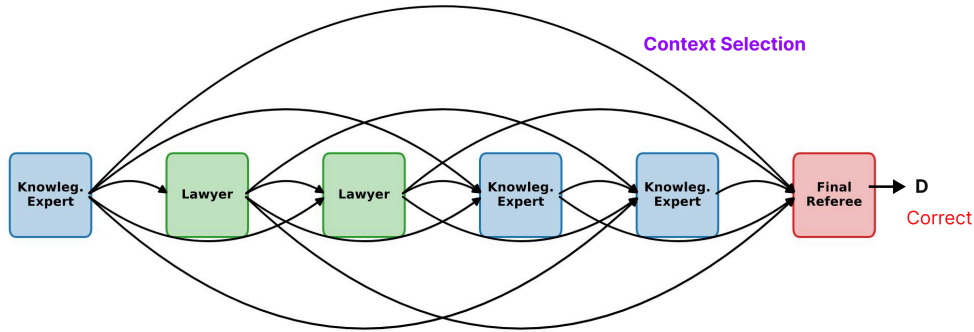 Context Selection
Knowleg.
Expert
Lawyer
Lawyer
Knowleg.
Expert
Knowleg.
Expert
Final
Referee
D
Correct